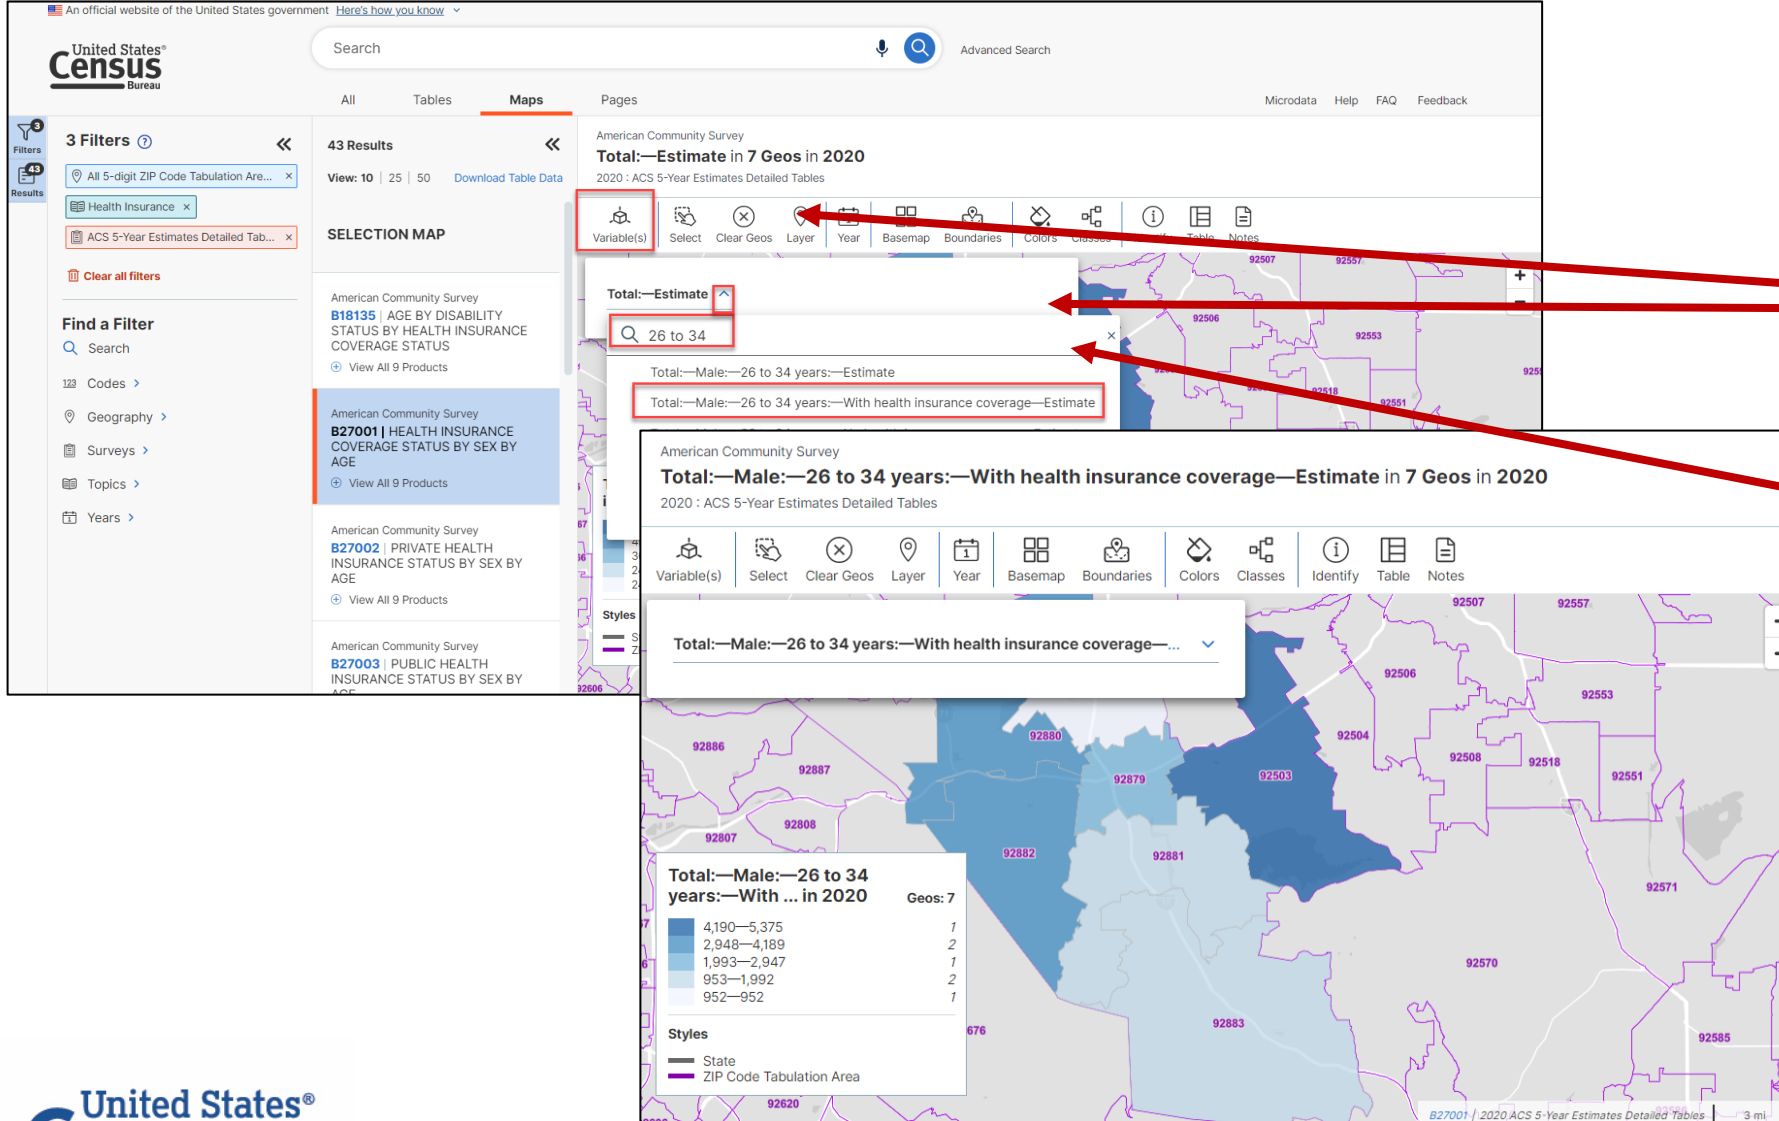 An official website of the United States government Here's how you know
United States®
Census
Bureau
Search
Advanced Search
All Tables Maps Pages
Microdata Help FAQ Feedback
3
Filters
43
Results
3 Filters
All 5-digit ZIP Code Tabulation Are... ×
Health Insurance ×
ACS 5-Year Estimates Detailed Tab... ×
Clear all filters
Find a Filter
Search
123 Codes
Geography
Surveys
Topics
Years
43 Results
View: 10 | 25 | 50 Download Table Data
SELECTION MAP
American Community Survey
B18135 | AGE BY DISABILITY
STATUS BY HEALTH INSURANCE
COVERAGE STATUS
View All 9 Products
American Community Survey
B27001 | HEALTH INSURANCE
COVERAGE STATUS BY SEX BY
AGE
View All 9 Products
American Community Survey
B27002 | PRIVATE HEALTH
INSURANCE STATUS BY SEX BY
AGE
View All 9 Products
American Community Survey
B27003 | PUBLIC HEALTH
INSURANCE STATUS BY SEX BY
AGE
American Community Survey
Total:—Estimate in 7 Geos in 2020
2020 : ACS 5-Year Estimates Detailed Tables
Variable(s) Select Clear Geos Layer Year Basemap Boundaries Colors Classes Identify Table Notes
Total:—Estimate
26 to 34 ×
Total:—Male:—26 to 34 years:—Estimate
Total:—Male:—26 to 34 years:—With health insurance coverage—Estimate
92507
92557
92506
92553
92518
92551
Styles
92606
American Community Survey
Total:—Male:—26 to 34 years:—With health insurance coverage—Estimate in 7 Geos in 2020
2020 : ACS 5-Year Estimates Detailed Tables
Variable(s) Select Clear Geos Layer Year Basemap Boundaries Colors Classes Identify Table Notes
Total:—Male:—26 to 34 years:—With health insurance coverage—...
92507
92557
92506
92553
92880
92504
92886
92508
92518
92887
92879
92503
92551
92808
92807
92882
92881
92571
92570
92883
676
92585
92620
Total:—Male:—26 to 34
years:—With ... in 2020 Geos: 7
4,190—5,375 1
2,948—4,189 2
1,993—2,947 1
953—1,992 2
952—952 1
Styles
State
ZIP Code Tabulation Area
B27001 | 2020 ACS 5-Year Estimates Detailed Tables
3 mi
United States®